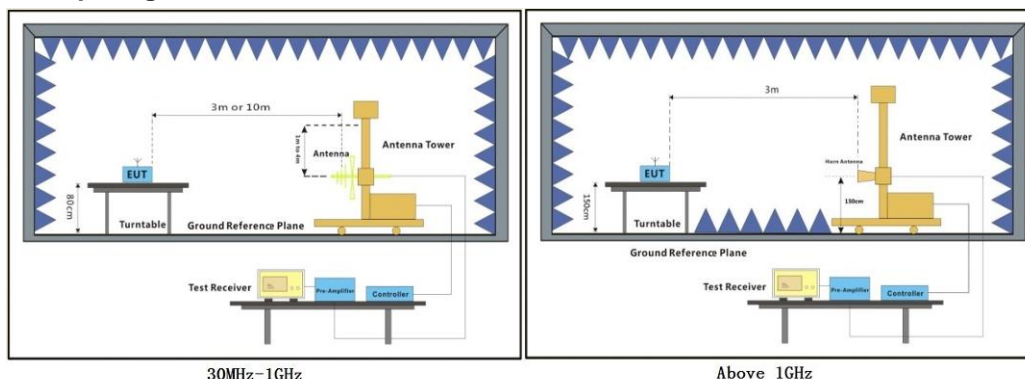 3m or 10m
1m to 4m
Antenna
Antenna Tower
EUT
80cm
Turntable
Ground Reference Plane
Test Receiver
Pre-Amplifier
Controller
30MHz-1GHz
3m
Antenna Tower
Horn Antenna
EUT
150cm
150cm
Turntable
Ground Reference Plane
Test Receiver
Pre-Amplifier
Controller
Above 1GHz